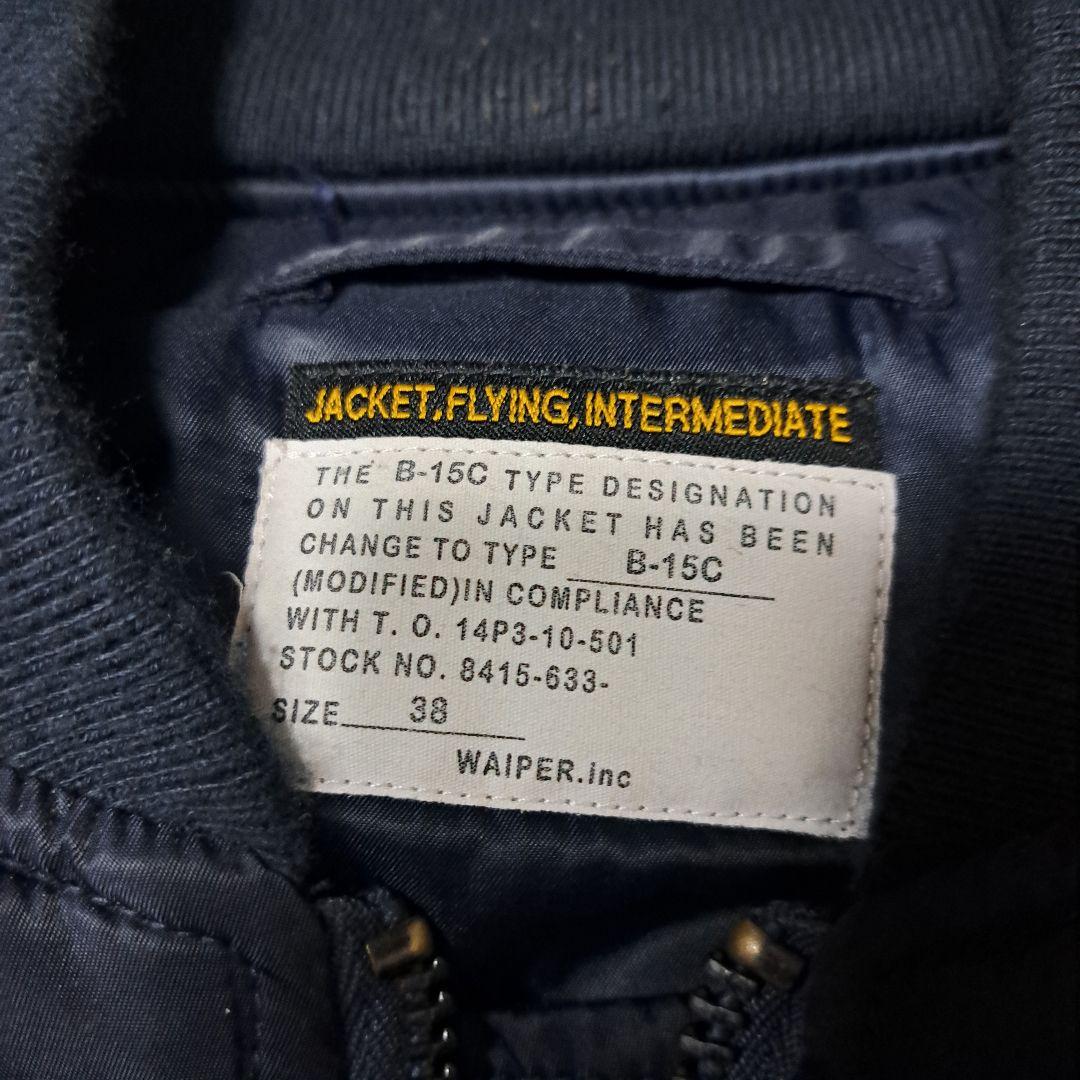 JACKET,FLYING,INTERMEDIATE
THE B-15C TYPE DESIGNATION
ON THIS JACKET HAS BEEN
CHANGE TO TYPE B-15C
(MODIFIED)IN COMPLIANCE
WITH T. O. 14P3-10-501
STOCK NO. 8415-633-
SIZE 38
WAIPER.inc